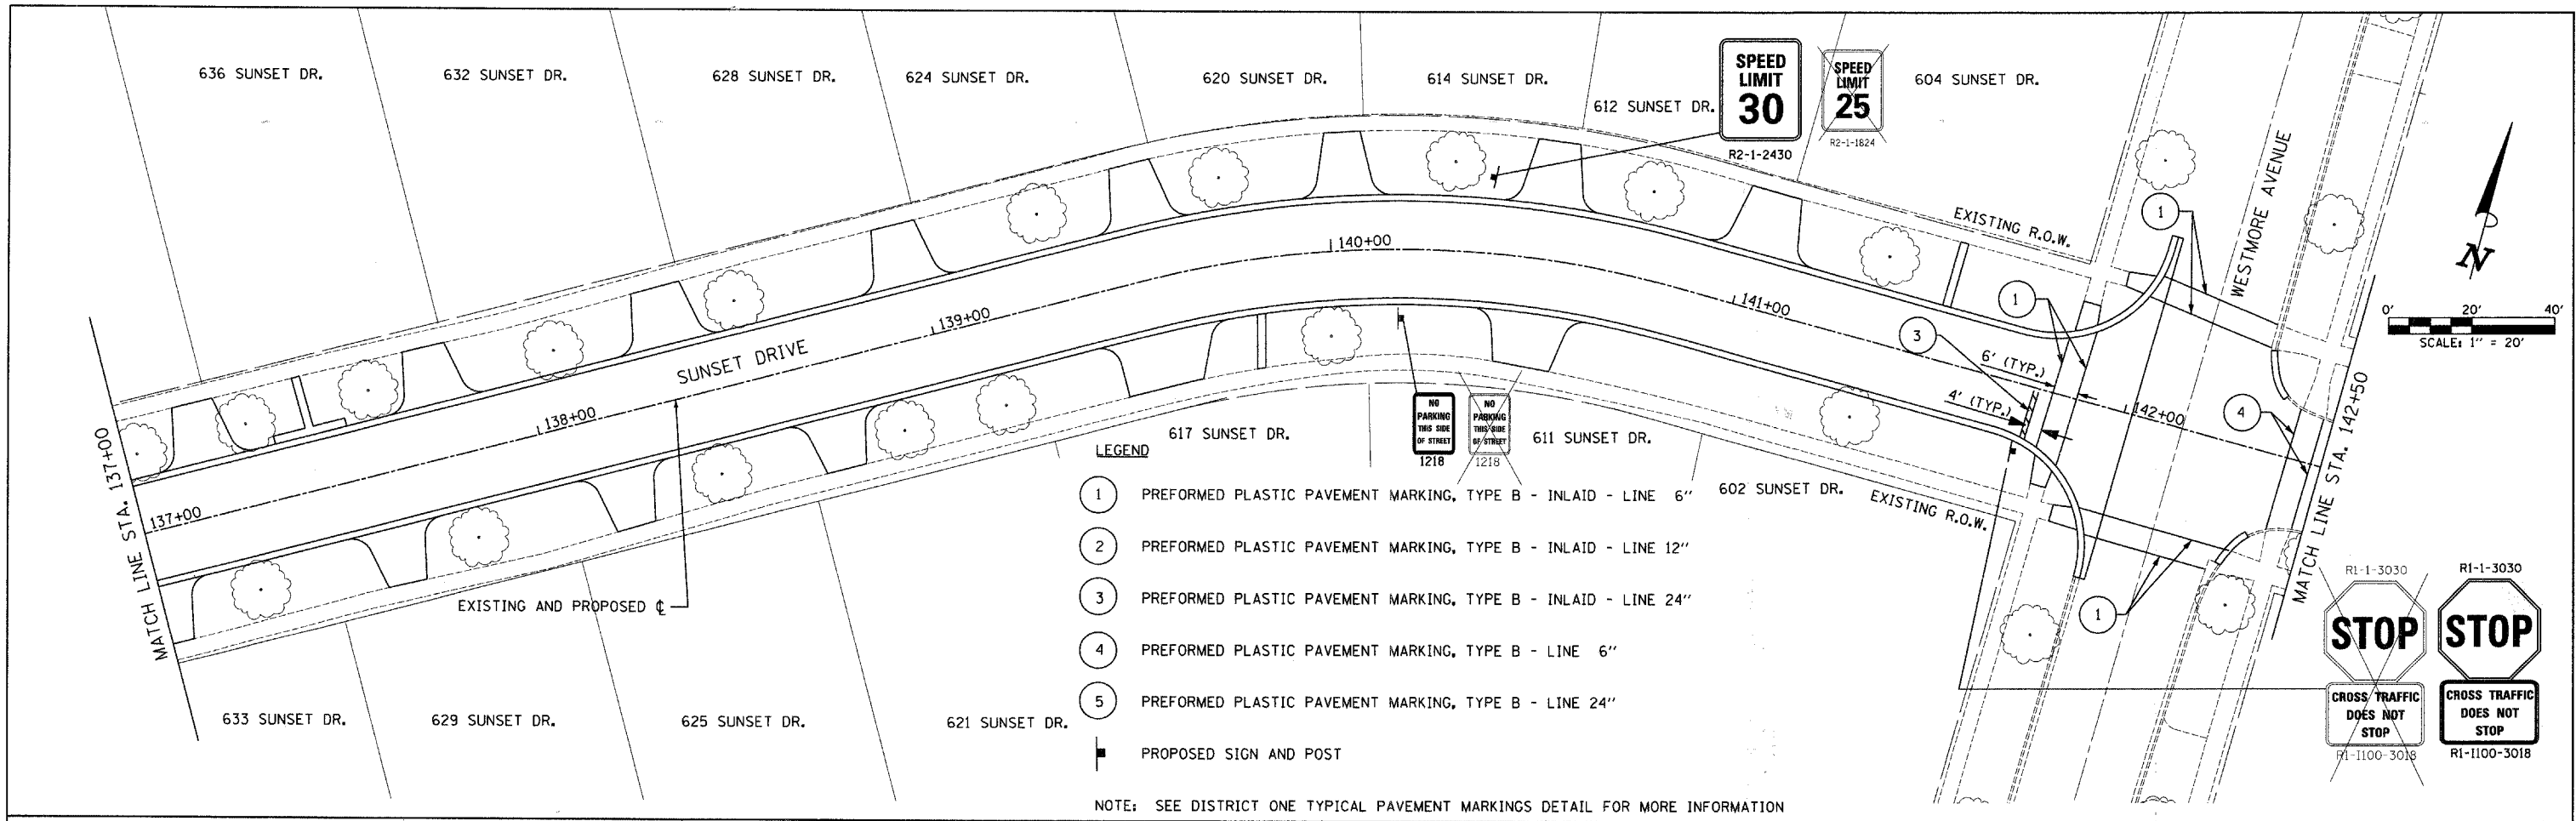 636 SUNSET DR.
632 SUNSET DR.
628 SUNSET DR.
624 SUNSET DR.
620 SUNSET DR.
614 SUNSET DR.
612 SUNSET DR.
SPEED
LIMIT
30
R2-1-2430
SPEED
LIMIT
25
R2-1-1824
604 SUNSET DR.
EXISTING R.O.W.
WESTMORE AVENUE
1
N
0' 20' 40'
SCALE: 1" = 20'
MATCH LINE STA. 137+00
137+00
138+00
SUNSET DRIVE
139+00
140+00
141+00
142+00
1
3
6' (TYP.)
4' (TYP.)
4
MATCH LINE STA. 142+50
EXISTING AND PROPOSED ℄
NO
PARKING
THIS SIDE
OF STREET
1218
NO
PARKING
THIS SIDE
OF STREET
1218
617 SUNSET DR.
611 SUNSET DR.
602 SUNSET DR.
EXISTING R.O.W.
633 SUNSET DR.
629 SUNSET DR.
625 SUNSET DR.
621 SUNSET DR.
LEGEND
1 PREFORMED PLASTIC PAVEMENT MARKING, TYPE B - INLAID - LINE 6"
2 PREFORMED PLASTIC PAVEMENT MARKING, TYPE B - INLAID - LINE 12"
3 PREFORMED PLASTIC PAVEMENT MARKING, TYPE B - INLAID - LINE 24"
4 PREFORMED PLASTIC PAVEMENT MARKING, TYPE B - LINE 6"
5 PREFORMED PLASTIC PAVEMENT MARKING, TYPE B - LINE 24"
PROPOSED SIGN AND POST
NOTE: SEE DISTRICT ONE TYPICAL PAVEMENT MARKINGS DETAIL FOR MORE INFORMATION
1
R1-1-3030
STOP
CROSS TRAFFIC
DOES NOT
STOP
R1-I100-3018
R1-1-3030
STOP
CROSS TRAFFIC
DOES NOT
STOP
R1-I100-3018